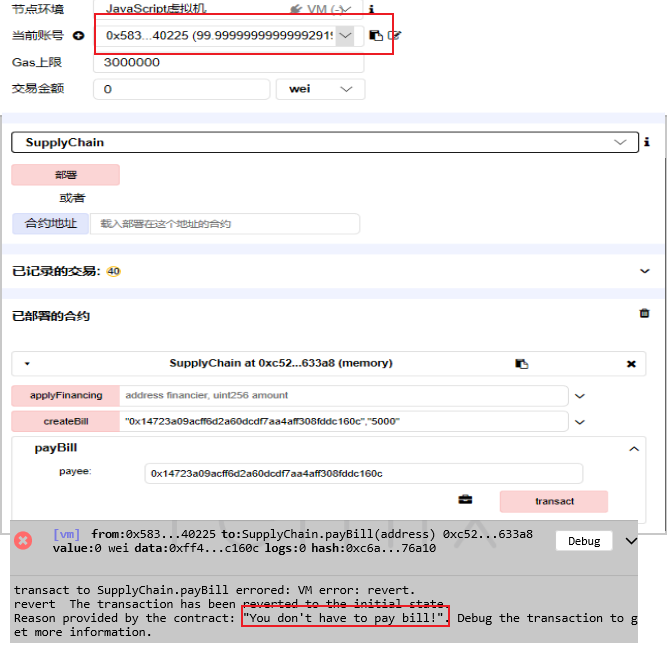 节点环境 JavaScript虚拟机 VM (-) i
当前账号 0x583...40225 (99.9999999999999291
Gas上限 3000000
交易金额 0 wei
SupplyChain i
部署
或者
合约地址 载入部署在这个地址的合约
已记录的交易: 40
已部署的合约
SupplyChain at 0xc52...633a8 (memory)
applyFinancing address financier, uint256 amount
createBill "0x14723a09acff6d2a60dcdf7aa4aff308fddc160c","5000"
payBill
payee: 0x14723a09acff6d2a60dcdf7aa4aff308fddc160c
transact
[vm] from:0x583...40225 to:SupplyChain.payBill(address) 0xc52...633a8
value:0 wei data:0xff4...c160c logs:0 hash:0xc6a...76a10
Debug
transact to SupplyChain.payBill errored: VM error: revert.
revert The transaction has been reverted to the initial state.
Reason provided by the contract: "You don't have to pay bill!". Debug the transaction to g
et more information.